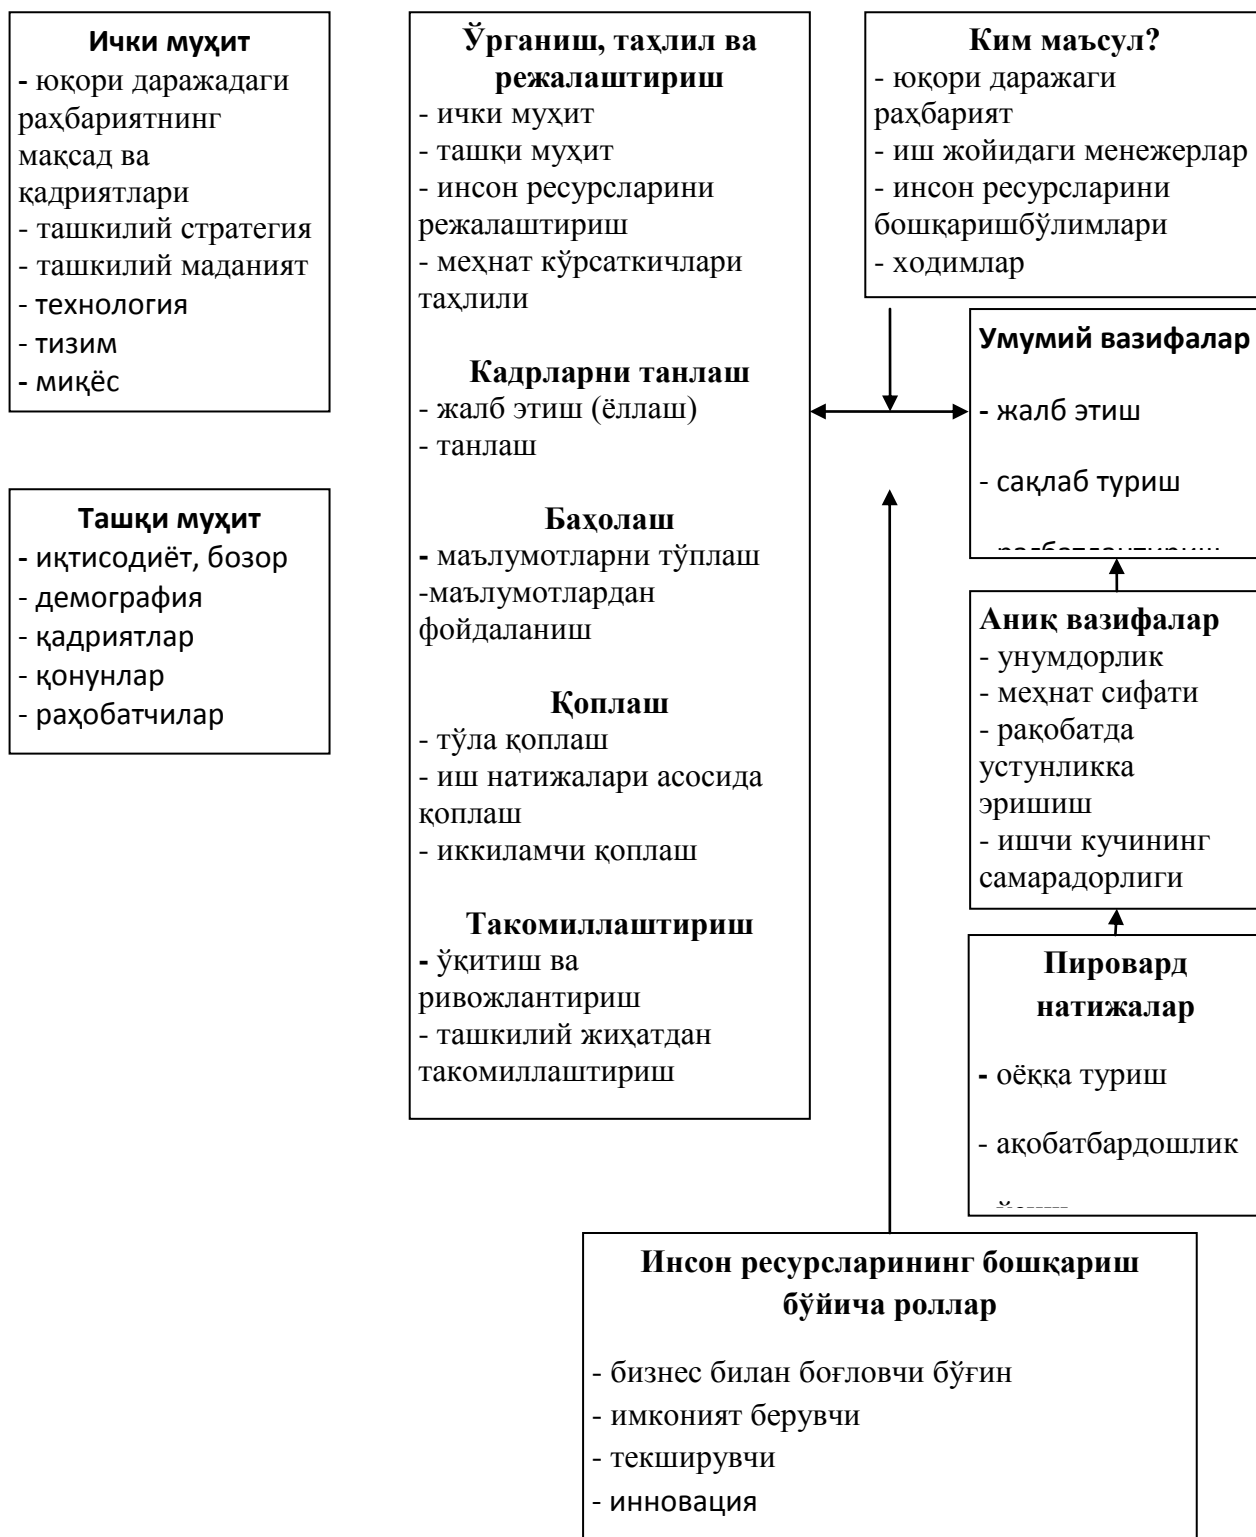 Ички муҳит
- юқори даражадаги
раҳбариятнинг
мақсад ва
қадриятлари
- ташкилий стратегия
- ташкилий маданият
- технология
- тизим
- миқёс
Ташқи муҳит
- иқтисодиёт, бозор
- демография
- қадриятлар
- қонунлар
- раҳобатчилар
Ўрганиш, таҳлил ва
режалаштириш
- ички муҳит
- ташқи муҳит
- инсон ресурсларини
режалаштириш
- меҳнат кўрсаткичлари
таҳлили
Кадрларни танлаш
- жалб этиш (ёллаш)
- танлаш
Баҳолаш
- маълумотларни тўплаш
-маълумотлардан
фойдаланиш
Қоплаш
- тўла қоплаш
- иш натижалари асосида
қоплаш
- иккиламчи қоплаш
Такомиллаштириш
- ўқитиш ва
ривожлантириш
- ташкилий жиҳатдан
такомиллаштириш
Ким маъсул?
- юқори даражаги
раҳбарият
- иш жойидаги менежерлар
- инсон ресурсларини
бошқаришбўлимлари
- ходимлар
Умумий вазифалар
- жалб этиш
- сақлаб туриш
Аниқ вазифалар
- унумдорлик
- меҳнат сифати
- рақобатда
устунликка
эришиш
- ишчи кучининг
самарадорлиги
Пировард
натижалар
- оёққа туриш
- ақобатбардошлик
Инсон ресурсларининг бошқариш
бўйича роллар
- бизнес билан боғловчи бўғин
- имконият берувчи
- текширувчи
- инновация